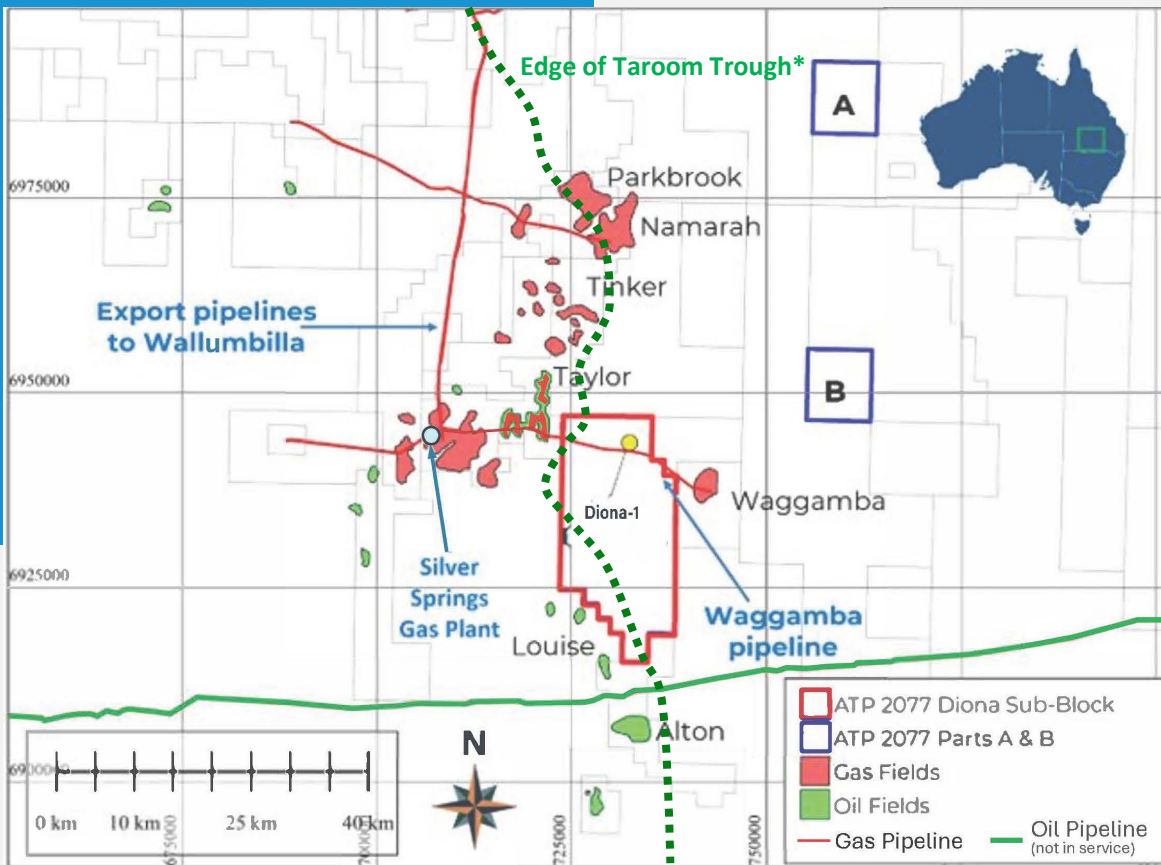 Edge of Taroom Trough*
A
Parkbrook
6975000
Namarah
Tinker
Export pipelines
to Wallumbilla
6950000
Taylor
B
Diona-1
Waggamba
6925000
Silver
Springs
Gas Plant
Louise
Waggamba
pipeline
Alton
N
0 km 10 km 25 km 40 km
725000
750000
ATP 2077 Diona Sub-Block
ATP 2077 Parts A & B
Gas Fields
Oil Fields
Gas Pipeline
Oil Pipeline
(not in service)